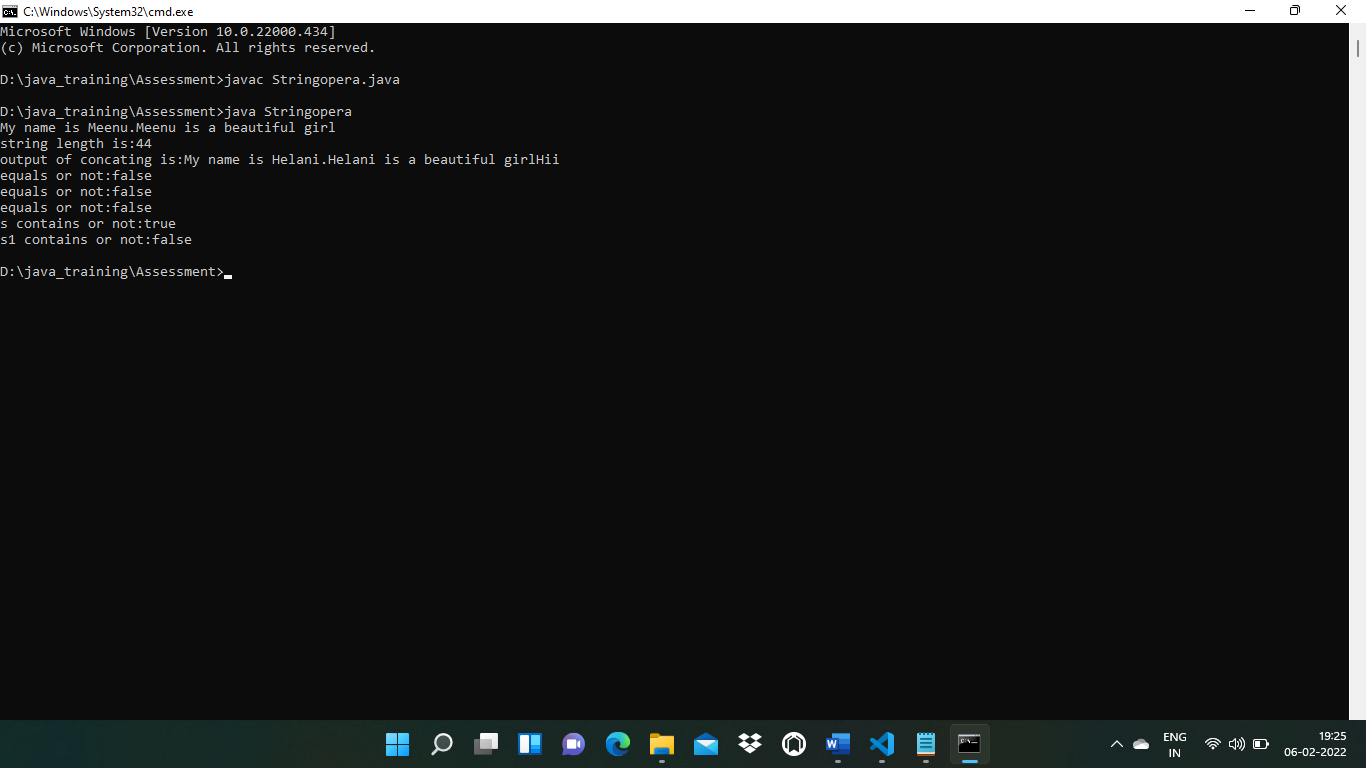 C:\Windows\System32\cmd.exe
Microsoft Windows [Version 10.0.22000.434]
(c) Microsoft Corporation. All rights reserved.
D:\java_training\Assessment>javac Stringopera.java
D:\java_training\Assessment>java Stringopera
My name is Meenu.Meenu is a beautiful girl
string length is:44
output of concating is:My name is Helani.Helani is a beautiful girlHii
equals or not:false
equals or not:false
equals or not:false
s contains or not:true
s1 contains or not:false
D:\java_training\Assessment>
ENG
IN
19:25
06-02-2022